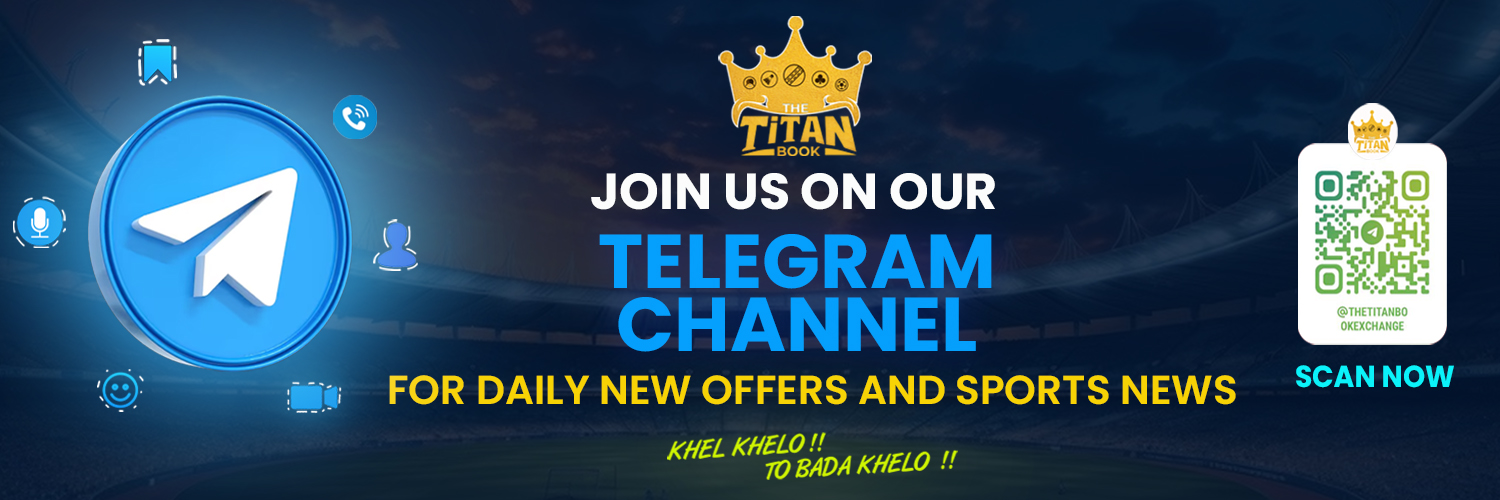 THE
TiTAN
BOOK
JOIN US ON OUR
TELEGRAM
CHANNEL
FOR DAILY NEW OFFERS AND SPORTS NEWS
KHEL KHELO !!
TO BADA KHELO !!
TiTAN
BOOK
@THETITANBO
OKEXCHANGE
SCAN NOW